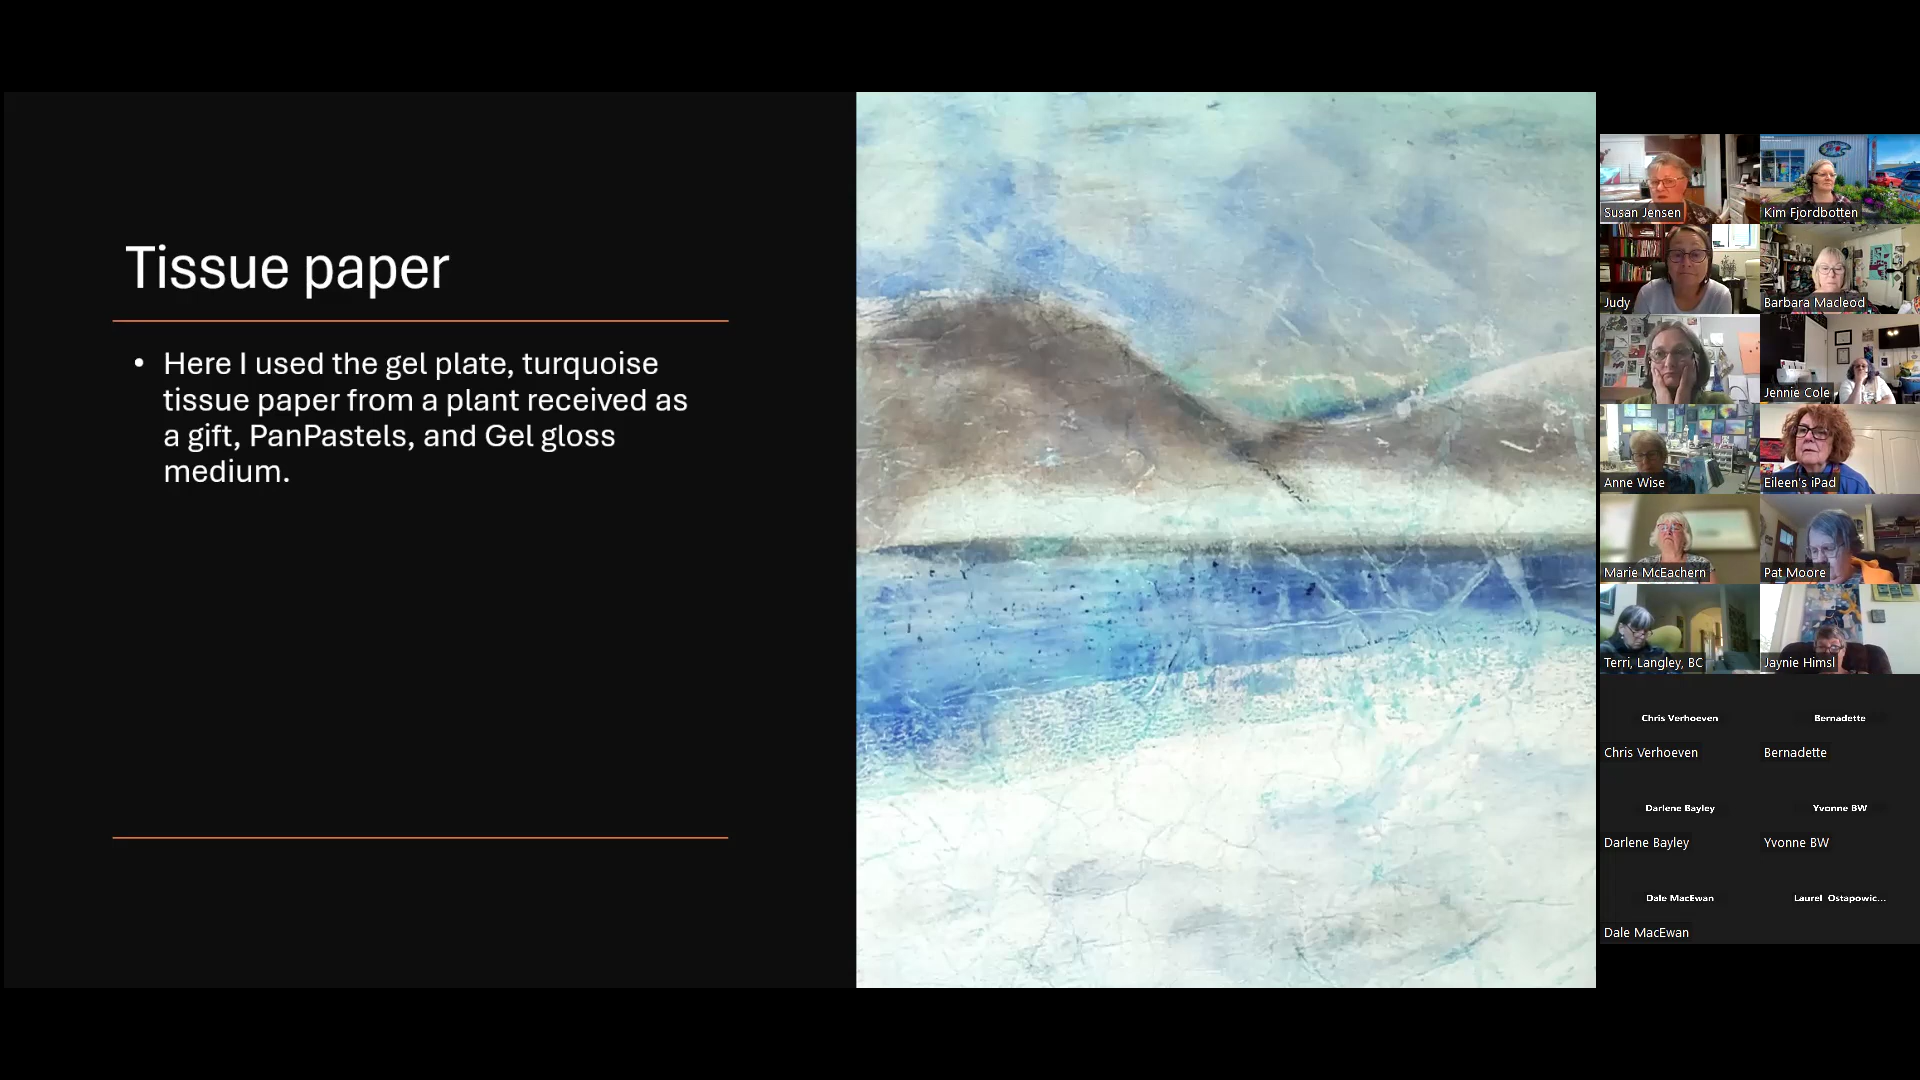 Tissue paper
• Here I used the gel plate, turquoise
tissue paper from a plant received as
a gift, PanPastels, and Gel gloss
medium.
Susan Jensen
Kim Fjordbotten
Judy
Barbara Macleod
Jennie Cole
Anne Wise
Eileen's iPad
Marie McEachern
Pat Moore
Terri, Langley, BC
Jaynie Himsl
Chris Verhoeven
Bernadette
Chris Verhoeven
Bernadette
Darlene Bayley
Yvonne BW
Darlene Bayley
Yvonne BW
Dale MacEwan
Laurel Ostapowic...
Dale MacEwan